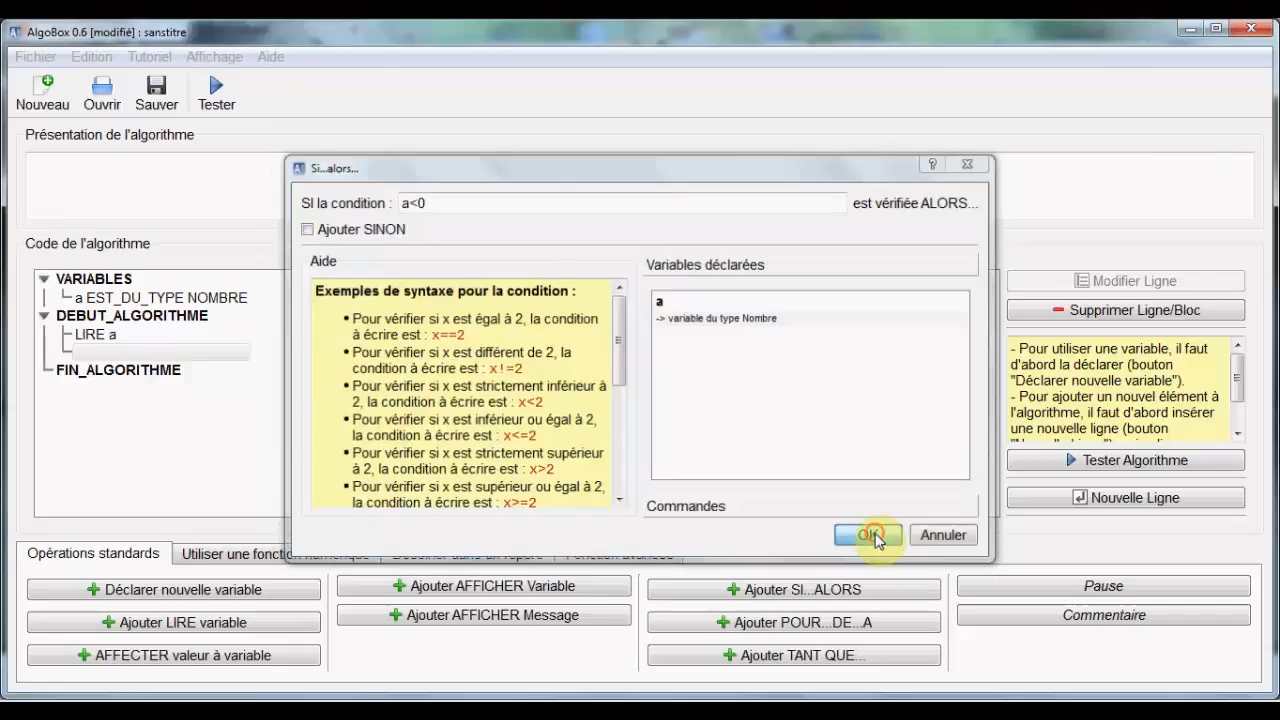 AlgoBox 0.6 [modifié] : sanstitre
Fichier Edition Tutoriel Affichage Aide
Nouveau Ouvrir Sauver Tester
Présentation de l'algorithme
Si...alors...
SI la condition : a<0 est vérifiée ALORS...
Ajouter SINON
Code de l'algorithme
Aide
Variables déclarées
VARIABLES
a EST_DU_TYPE NOMBRE
DEBUT_ALGORITHME
LIRE a
FIN_ALGORITHME
Exemples de syntaxe pour la condition :
• Pour vérifier si x est égal à 2, la condition
à écrire est : x==2
• Pour vérifier si x est différent de 2, la
condition à écrire est : x!=2
• Pour vérifier si x est strictement inférieur à
2, la condition à écrire est : x<2
• Pour vérifier si x est inférieur ou égal à 2,
la condition à écrire est : x<=2
• Pour vérifier si x est strictement supérieur
à 2, la condition à écrire est : x>2
• Pour vérifier si x est supérieur ou égal à 2,
la condition à écrire est : x>=2
a
-> variable du type Nombre
Commandes
OK Annuler
Modifier Ligne
Supprimer Ligne/Bloc
- Pour utiliser une variable, il faut
d'abord la déclarer (bouton
"Déclarer nouvelle variable").
- Pour ajouter un nouvel élément à
l'algorithme, il faut d'abord insérer
une nouvelle ligne (bouton
Tester Algorithme
Nouvelle Ligne
Opérations standards Utiliser une fonction numérique Dessiner dans un repère Fonction avancée
Déclarer nouvelle variable
Ajouter LIRE variable
AFFECTER valeur à variable
Ajouter AFFICHER Variable
Ajouter AFFICHER Message
Ajouter SI...ALORS
Ajouter POUR...DE...A
Ajouter TANT QUE...
Pause
Commentaire